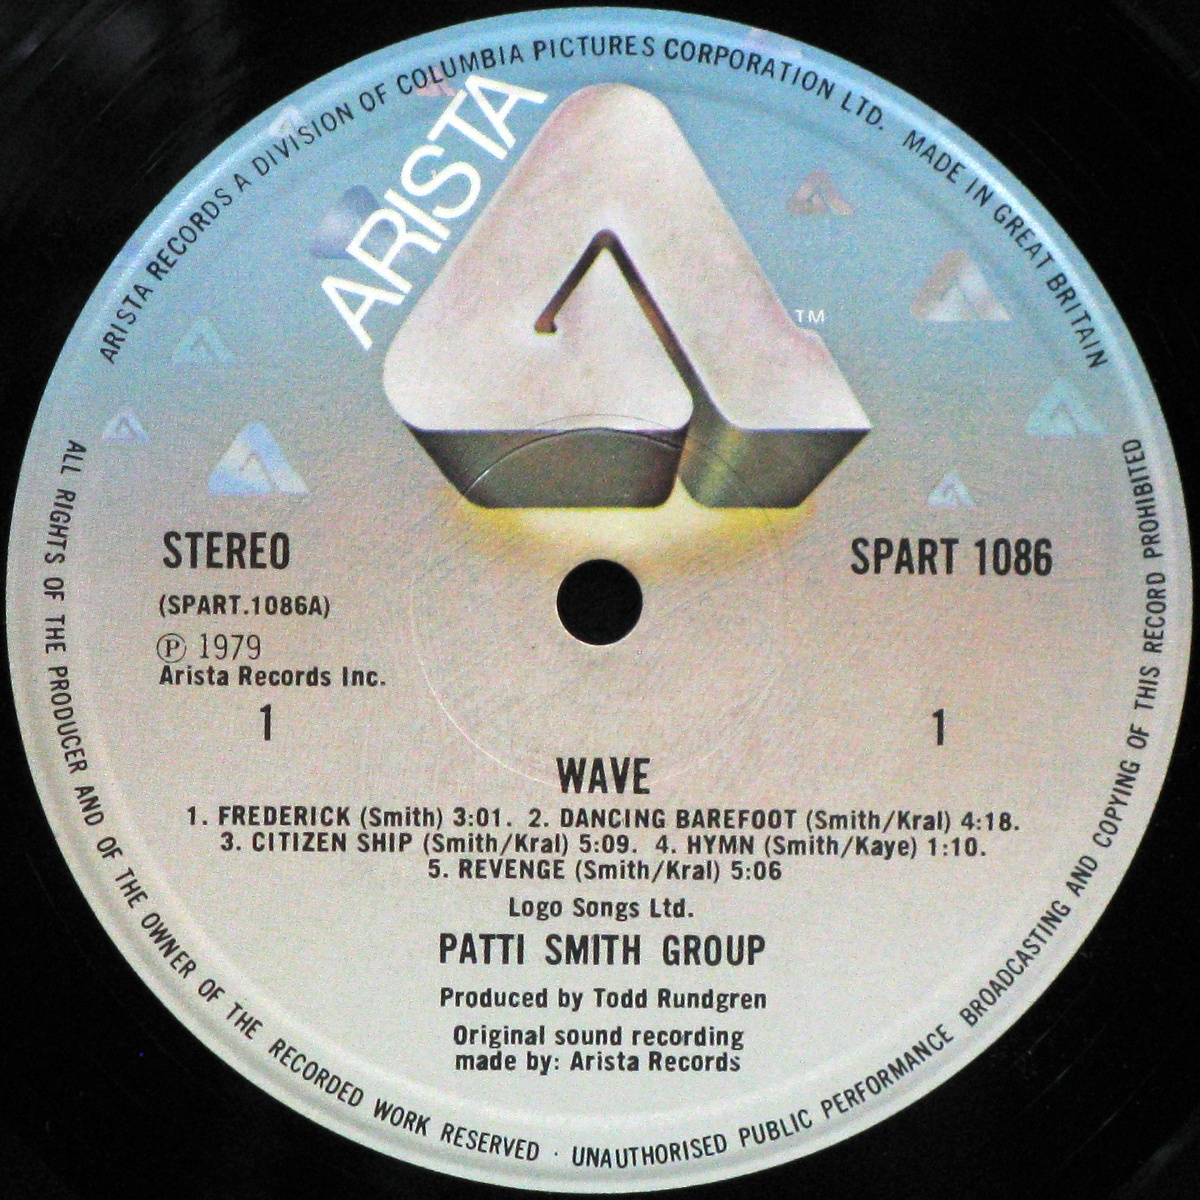 ARISTA RECORDS A DIVISION OF COLUMBIA PICTURES CORPORATION LTD. MADE IN GREAT BRITAIN
ARISTA
TM
STEREO
SPART 1086
(SPART.1086A)
Ⓟ 1979
Arista Records Inc.
1 1
WAVE
1. FREDERICK (Smith) 3:01. 2. DANCING BAREFOOT (Smith/Kral) 4:18.
3. CITIZEN SHIP (Smith/Kral) 5:09. 4. HYMN (Smith/Kaye) 1:10.
5. REVENGE (Smith/Kral) 5:06
Logo Songs Ltd.
PATTI SMITH GROUP
Produced by Todd Rundgren
Original sound recording
made by: Arista Records
ALL RIGHTS OF THE PRODUCER AND OF THE OWNER OF THE RECORDED WORK RESERVED · UNAUTHORISED PUBLIC PERFORMANCE BROADCASTING AND COPYING OF THIS RECORD PROHIBITED